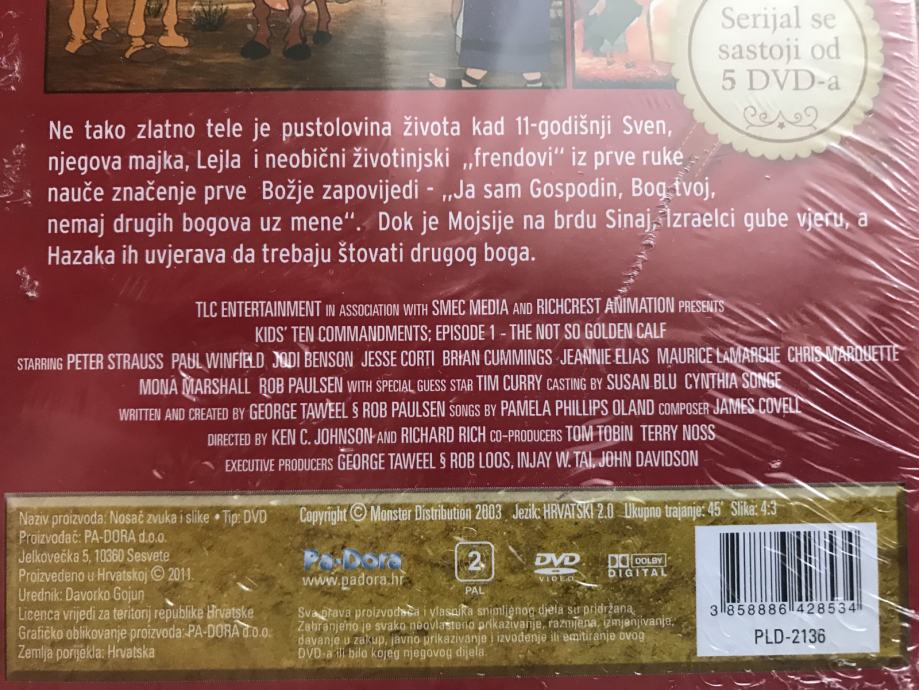 Serijal se
sastoji od
5 DVD-a
Ne tako zlatno tele je pustolovina života kad 11-godišnji Sven,
njegova majka, Lejla i neobični životinjski „frendovi“ iz prve ruke
nauče značenje prve Božje zapovijedi - „Ja sam Gospodin, Bog tvoj,
nemaj drugih bogova uz mene“. Dok je Mojsije na brdu Sinaj, Izraelci gube vjeru, a
Hazaka ih uvjerava da trebaju štovati drugog boga.
TLC ENTERTAINMENT IN ASSOCIATION WITH SMEC MEDIA AND RICHCREST ANIMATION PRESENTS
KIDS' TEN COMMANDMENTS; EPISODE 1 - THE NOT SO GOLDEN CALF
STARRING PETER STRAUSS PAUL WINFIELD JODI BENSON JESSE CORTI BRIAN CUMMINGS JEANNIE ELIAS MAURICE LaMARCHE CHRIS MARQUETTE
MONA MARSHALL ROB PAULSEN WITH SPECIAL GUEST STAR TIM CURRY CASTING BY SUSAN BLU CYNTHIA SONGE
WRITTEN AND CREATED BY GEORGE TAWEEL § ROB PAULSEN SONGS BY PAMELA PHILLIPS OLAND COMPOSER JAMES COVELL
DIRECTED BY KEN C. JOHNSON AND RICHARD RICH CO-PRODUCERS TOM TOBIN TERRY NOSS
EXECUTIVE PRODUCERS GEORGE TAWEEL § ROB LOOS, INJAY W. TAI, JOHN DAVIDSON
Naziv proizvoda: Nosač zvuka i slike • Tip: DVD
Proizvođač: PA-DORA d.o.o.
Jelkovečka 5, 10360 Sesvete
Proizvedeno u Hrvatskoj © 2011.
Urednik: Davorko Gojun
Licenca vrijedi za teritorij republike Hrvatske
Grafičko oblikovanje proizvoda: PA-DORA d.o.o.
Zemlja porijekla: Hrvatska
Copyright © Monster Distribution 2003 Jezik: HRVATSKI 2.0 Ukupno trajanje: 45´ Slika: 4:3
Pa-Dora
www.padora.hr
2
PAL
DVD
VIDEO
DOLBY
DIGITAL
Sva prava proizvođača i vlasnika snimljenog djela su pridržana.
Zabranjeno je svako neovlasteno prikazivanje, razmjena, izmjenjivanje,
davanje u zakup, javno prikazivanje i izvođenje ili emitiranje ovog
DVD-a ili bilo kojeg njegovog dijela.
3 858886 428534
PLD-2136